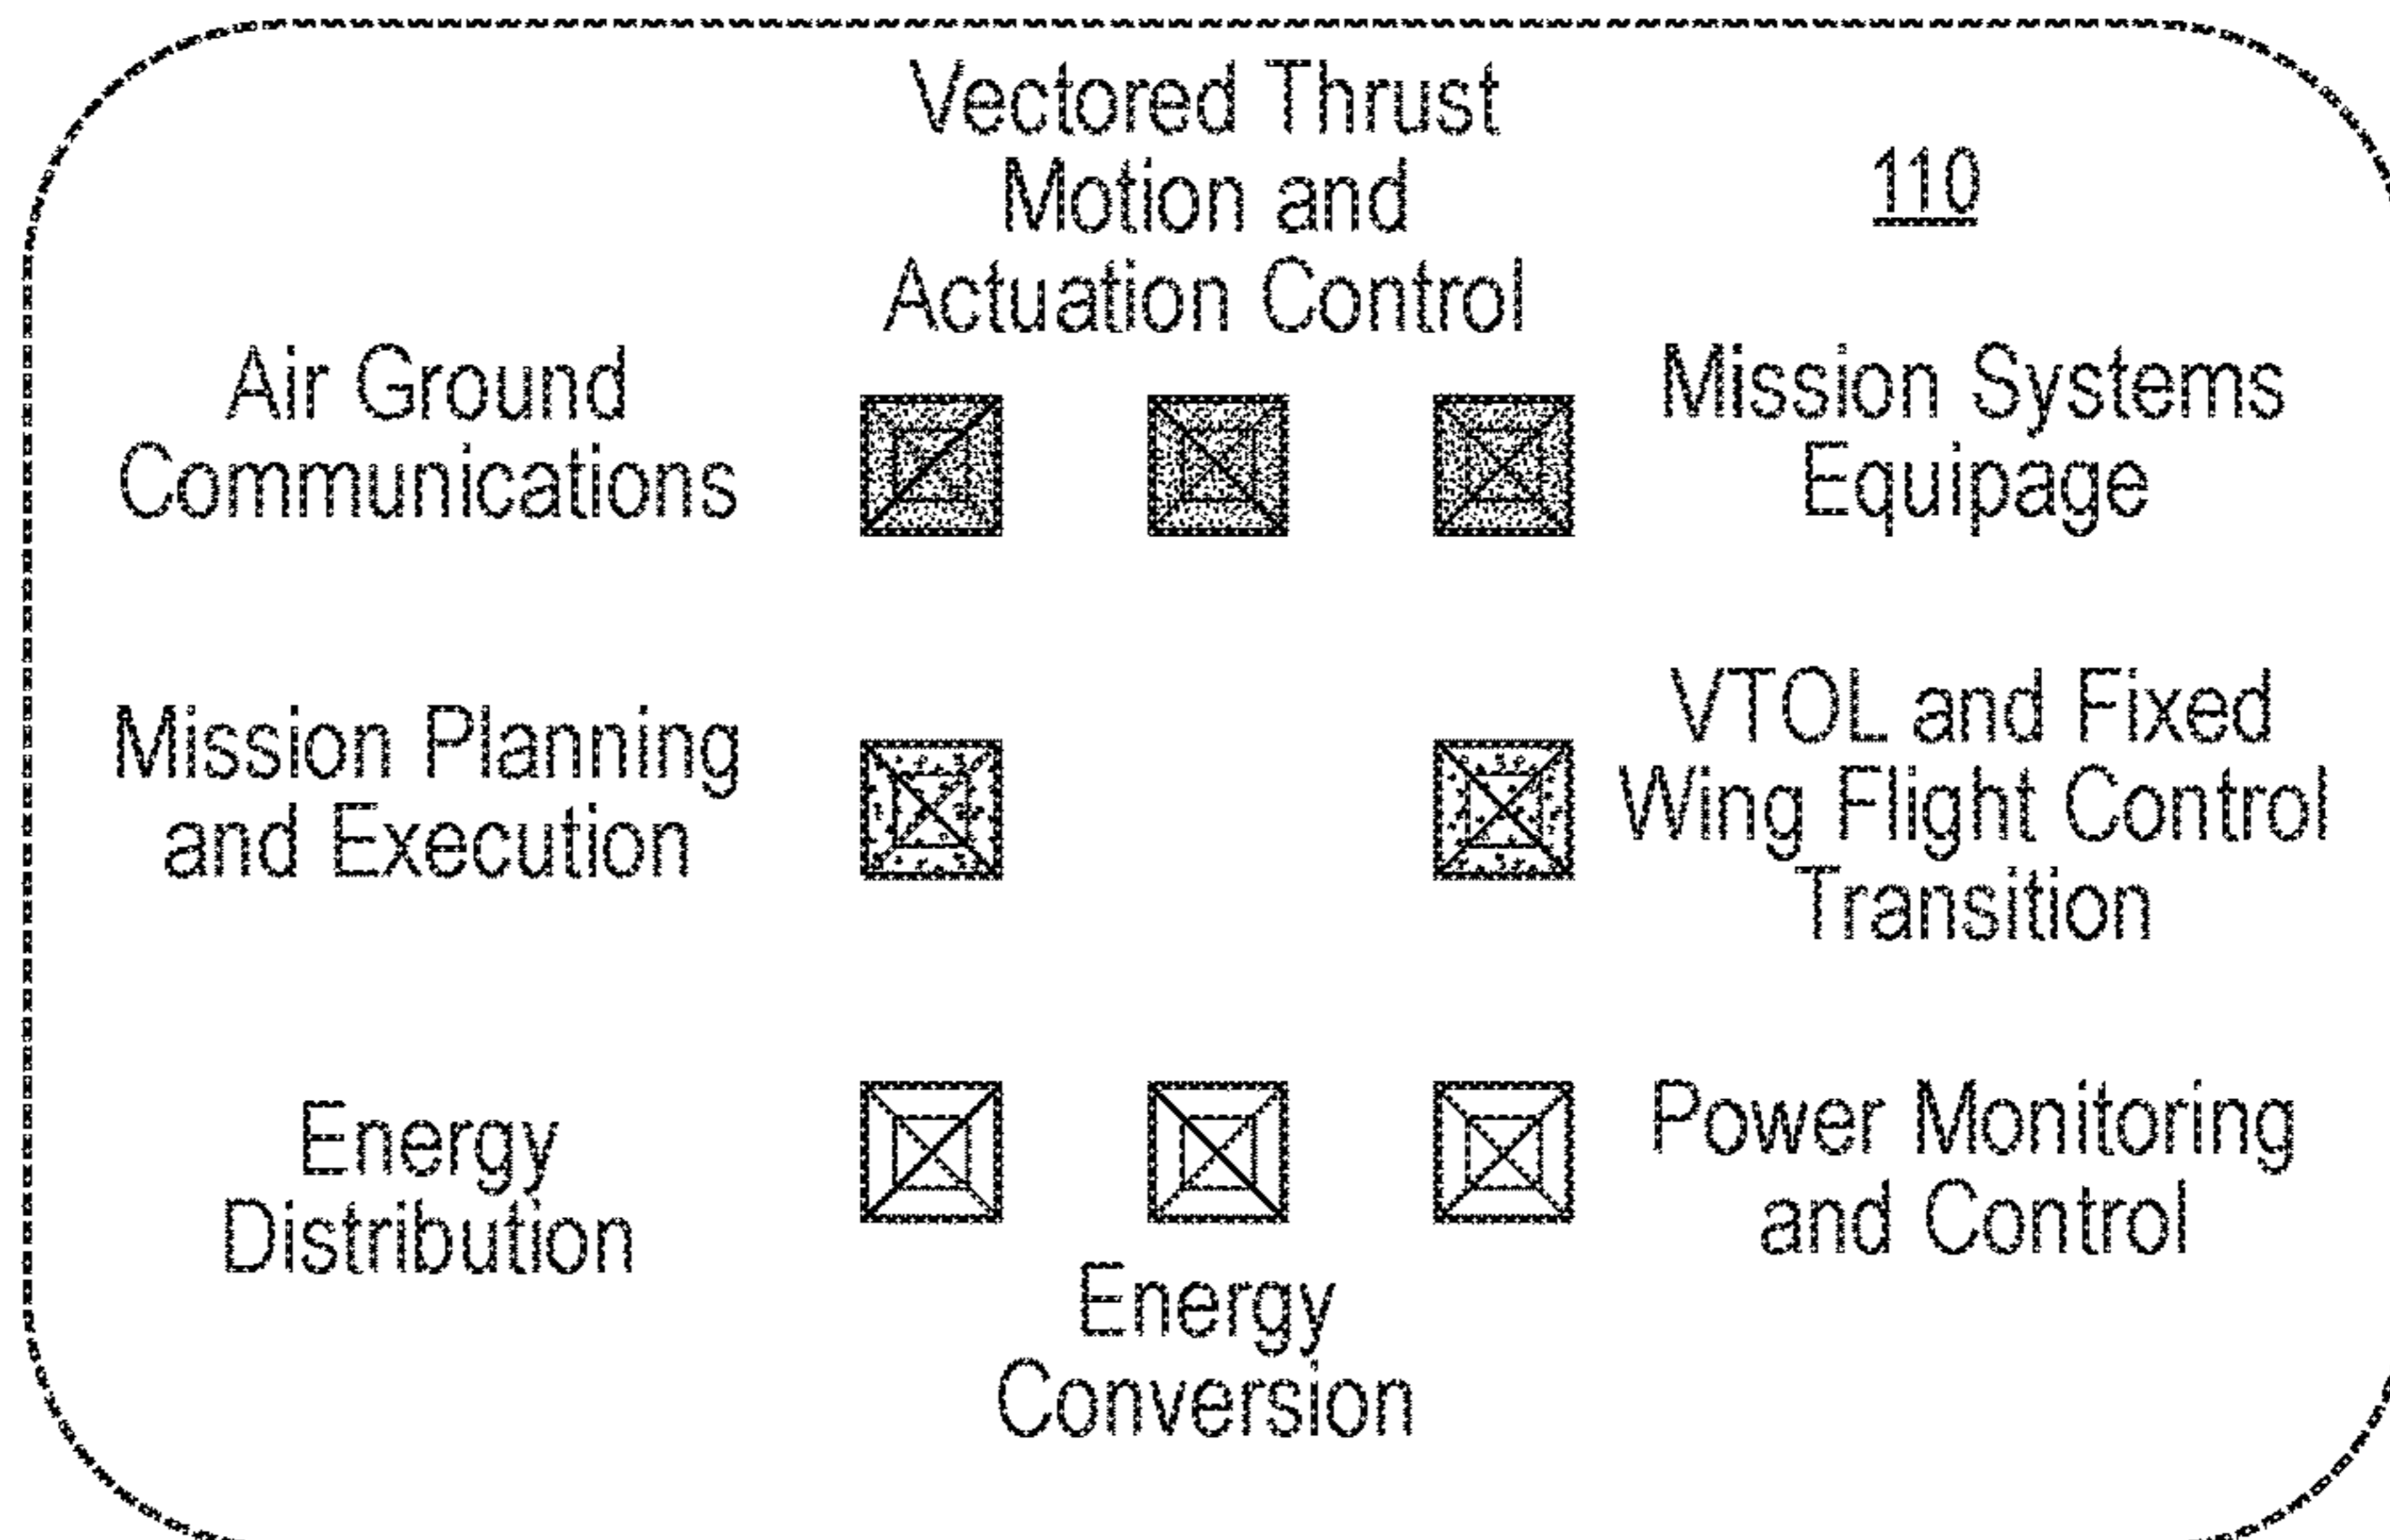 Vectored Thrust
Motion and
Actuation Control
110
Air Ground
Communications
Mission Systems
Equipage
Mission Planning
and Execution
VTOL and Fixed
Wing Flight Control
Transition
Energy
Distribution
Power Monitoring
and Control
Energy
Conversion